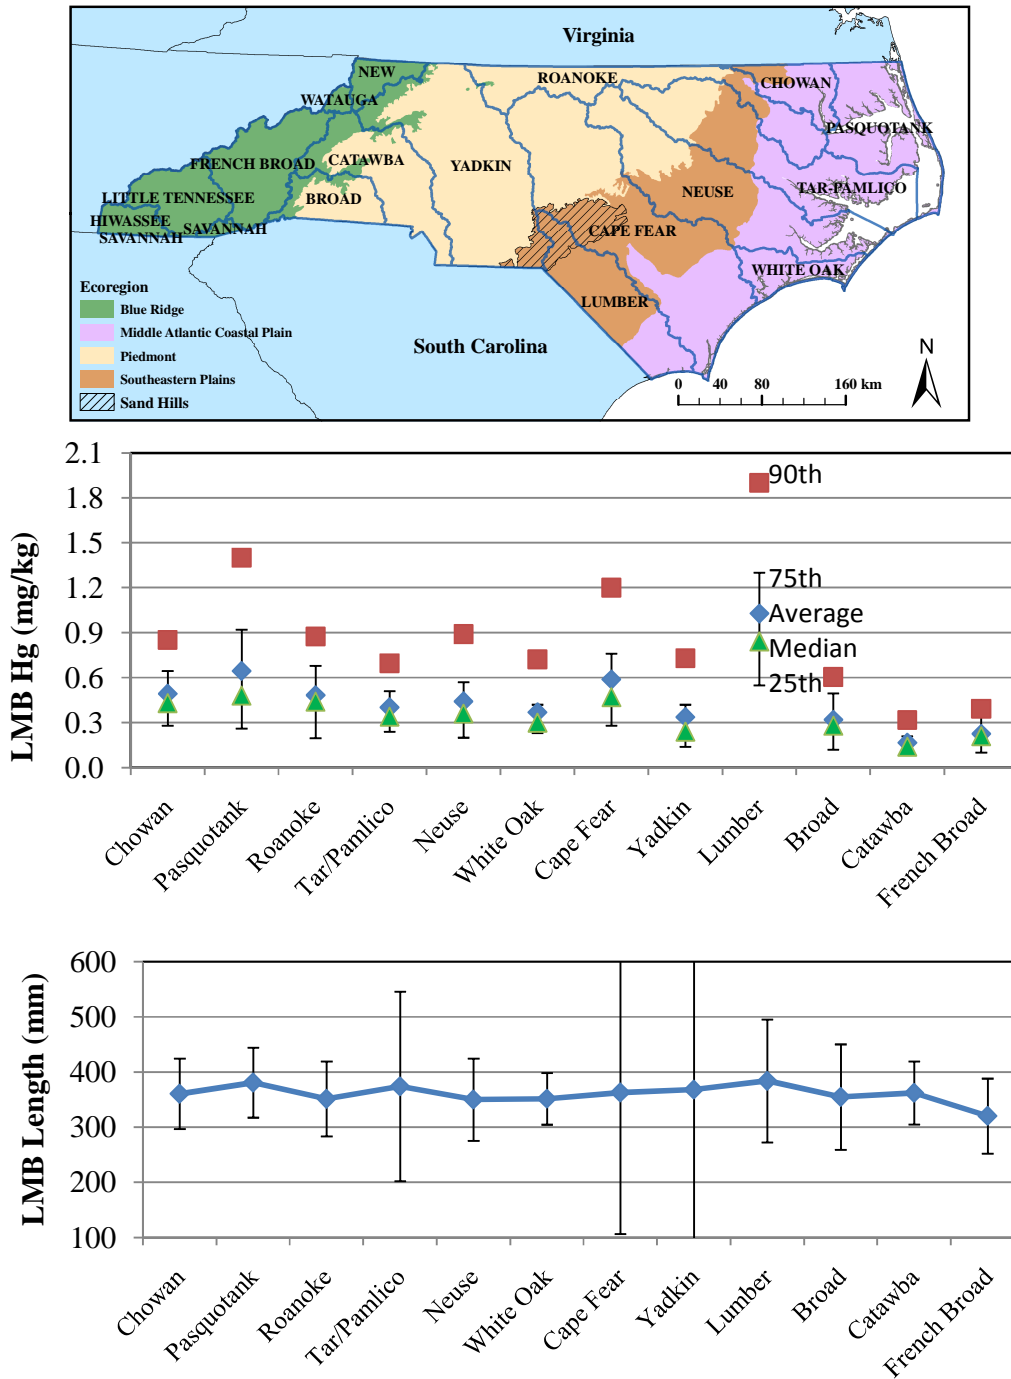 Virginia
NEW
ROANOKE
CHOWAN
WATAUGA
PASQUOTANK
FRENCH BROAD
CATAWBA
YADKIN
NEUSE
TAR-PAMLICO
LITTLE TENNESSEE
BROAD
HIWASSEE
SAVANNAH
SAVANNAH
CAPE FEAR
WHITE OAK
LUMBER
Ecoregion
Blue Ridge
Middle Atlantic Coastal Plain
Piedmont
Southeastern Plains
Sand Hills
South Carolina
N
0 40 80 160 km
LMB Hg (mg/kg)
2.1
1.8
1.5
1.2
0.9
0.6
0.3
0.0
90th
75th
Average
Median
25th
Chowan
Pasquotank
Roanoke
Tar/Pamlico
Neuse
White Oak
Cape Fear
Yadkin
Lumber
Broad
Catawba
French Broad
LMB Length (mm)
600
500
400
300
200
100
Chowan
Pasquotank
Roanoke
Tar/Pamlico
Neuse
White Oak
Cape Fear
Yadkin
Lumber
Broad
Catawba
French Broad